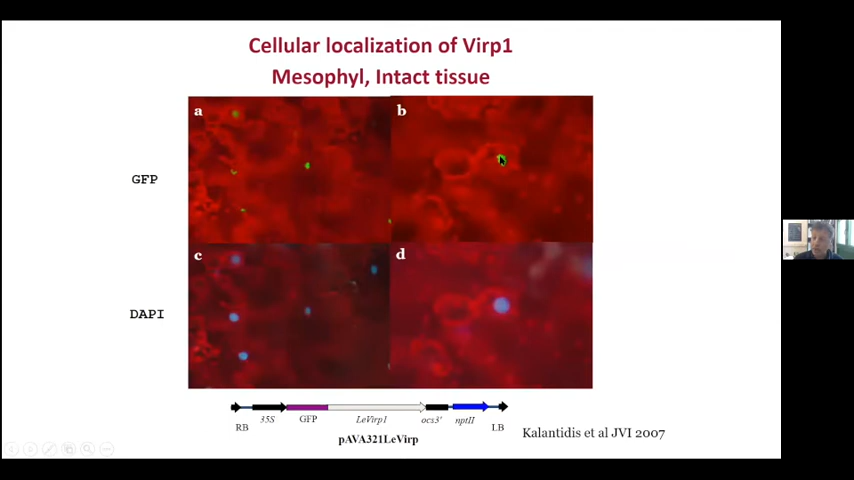 Cellular localization of Virp1
Mesophyl, Intact tissue
a
b
GFP
c
d
DAPI
RB
35S
GFP
LeVirp1
ocs3'
nptII
LB
pAVA321LeVirp
Kalantidis et al JVI 2007